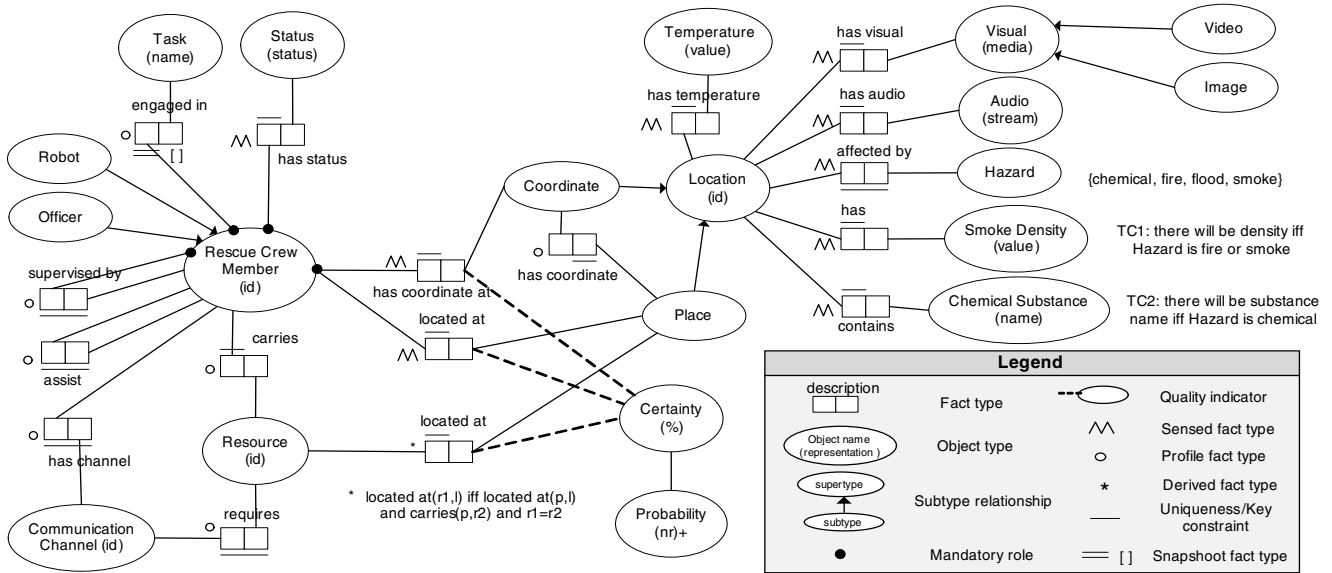 Task
(name)
Status
(status)
engaged in
[ ]
has status
Robot
Officer
Rescue Crew
Member
(id)
supervised by
assist
has channel
Communication
Channel (id)
carries
Resource
(id)
requires
Temperature
(value)
has temperature
Coordinate
has coordinate
has coordinate at
located at
located at
*
* located at(r1,l) iff located at(p,l)
and carries(p,r2) and r1=r2
Location
(id)
Place
Certainty
(%)
Probability
(nr)+
has visual
Visual
(media)
Video
Image
has audio
Audio
(stream)
affected by
Hazard
{chemical, fire, flood, smoke}
has
Smoke Density
(value)
TC1: there will be density iff
Hazard is fire or smoke
contains
Chemical Substance
(name)
TC2: there will be substance
name iff Hazard is chemical
Legend
description
Fact type
Object name
(representation )
Object type
supertype
subtype
Subtype relationship
Mandatory role
Quality indicator
Sensed fact type
Profile fact type
* Derived fact type
Uniqueness/Key
constraint
[ ] Snapshoot fact type